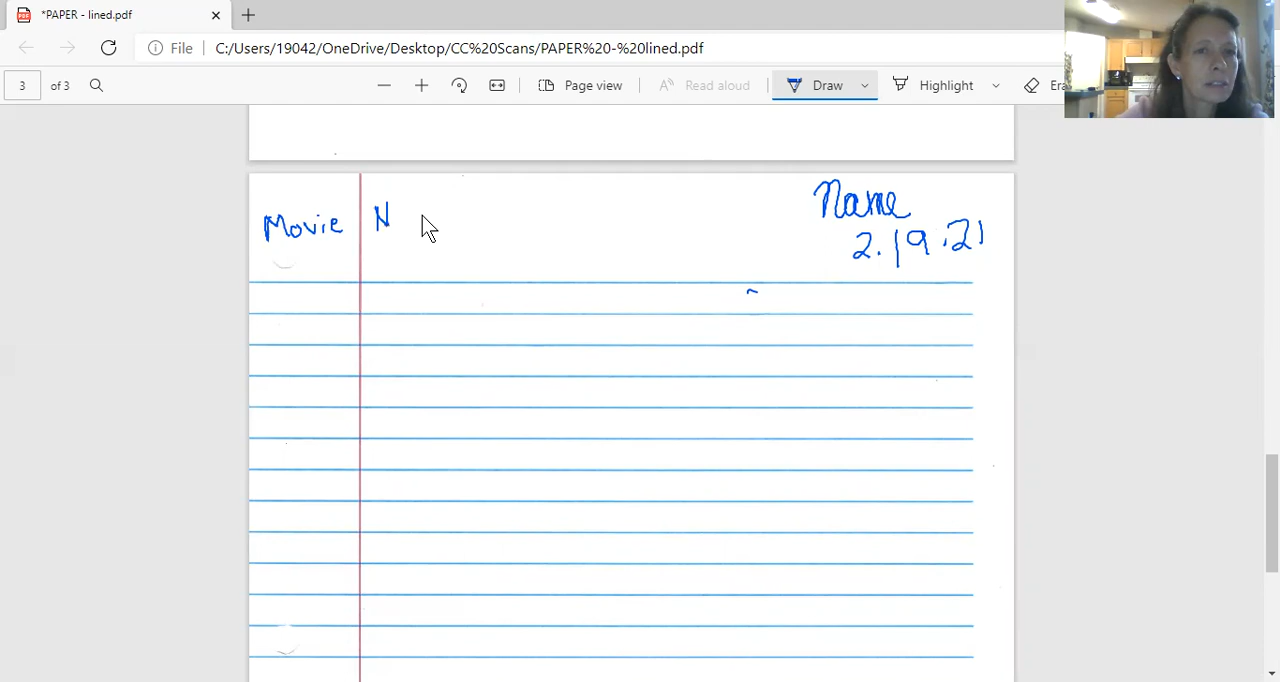 *PAPER - lined.pdf
File C:/Users/19042/OneDrive/Desktop/CC%20Scans/PAPER%20-%20lined.pdf
3 of 3 Page view Read aloud Draw Highlight Era
Name
Movie N
2.19.21